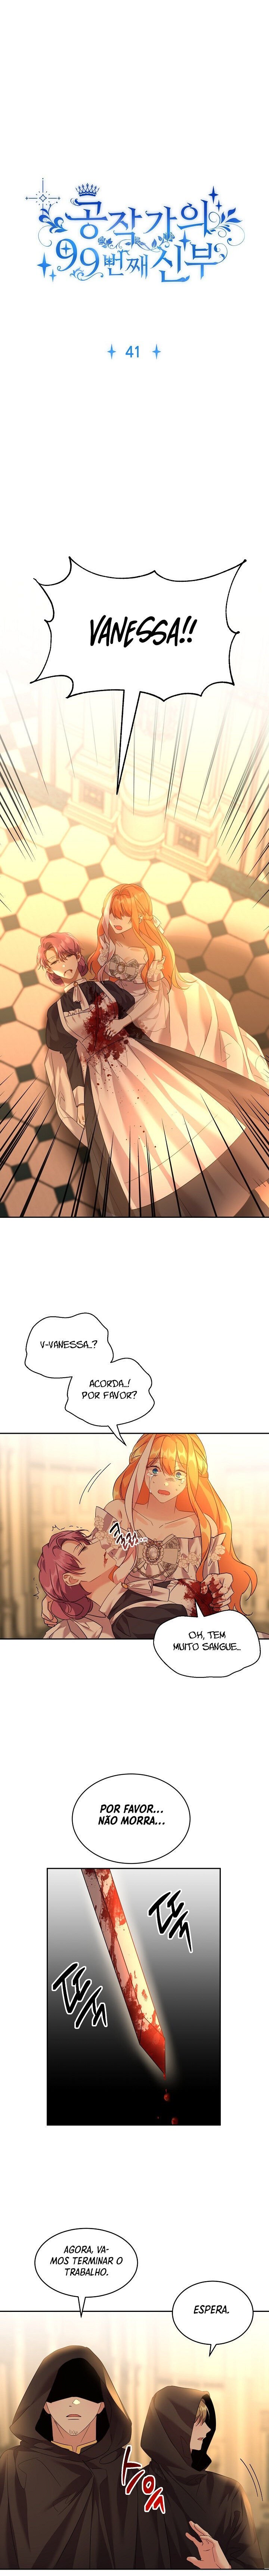 공작가의
99번째 신부
41
VANESSA!!
V-VANESSA..?
ACORDA..!
POR FAVOR?
OH, TEM
MUITO SANGUE..
POR FAVOR...
NÃO MORRA...
AGORA, VA-
MOS TERMINAR O
TRABALHO.
ESPERA.